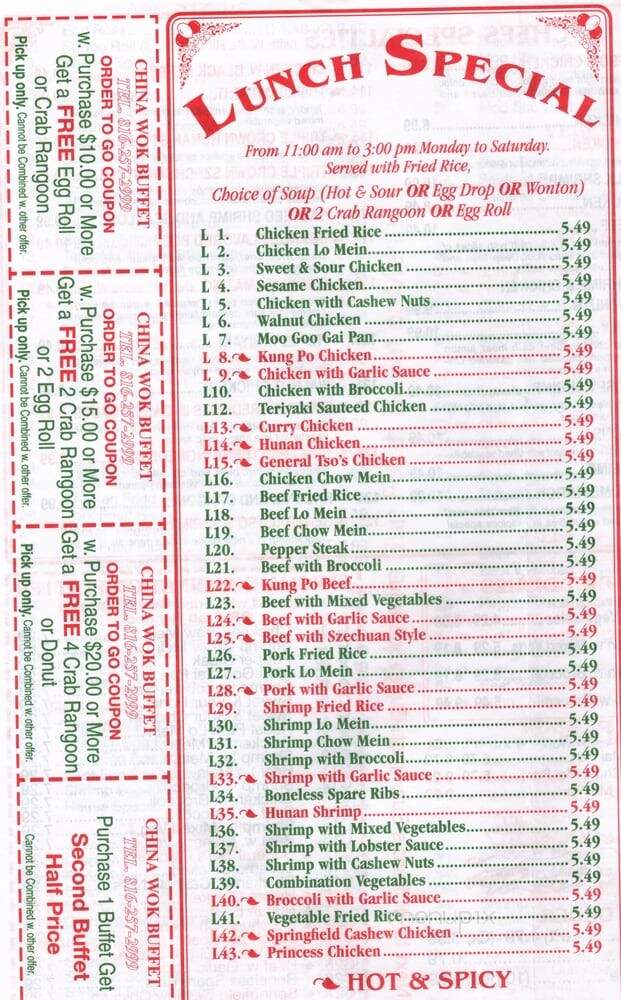 LUNCH SPECIAL
From 11:00 am to 3:00 pm Monday to Saturday.
Served with Fried Rice,
Choice of Soup (Hot & Sour OR Egg Drop OR Wonton)
OR 2 Crab Rangoon OR Egg Roll
L 1. Chicken Fried Rice 5.49
L 2. Chicken Lo Mein 5.49
L 3. Sweet & Sour Chicken 5.49
L 4. Sesame Chicken 5.49
L 5. Chicken with Cashew Nuts 5.49
L 6. Walnut Chicken 5.49
L 7. Moo Goo Gai Pan 5.49
L 8. Kung Po Chicken 5.49
L 9. Chicken with Garlic Sauce 5.49
L10. Chicken with Broccoli 5.49
L12. Teriyaki Sauteed Chicken 5.49
L13. Curry Chicken 5.49
L14. Hunan Chicken 5.49
L15. General Tso's Chicken 5.49
L16. Chicken Chow Mein 5.49
L17. Beef Fried Rice 5.49
L18. Beef Lo Mein 5.49
L19. Beef Chow Mein 5.49
L20. Pepper Steak 5.49
L21. Beef with Broccoli 5.49
L22. Kung Po Beef 5.49
L23. Beef with Mixed Vegetables 5.49
L24. Beef with Garlic Sauce 5.49
L25. Beef with Szechuan Style 5.49
L26. Pork Fried Rice 5.49
L27. Pork Lo Mein 5.49
L28. Pork with Garlic Sauce 5.49
L29. Shrimp Fried Rice 5.49
L30. Shrimp Lo Mein 5.49
L31. Shrimp Chow Mein 5.49
L32. Shrimp with Broccoli 5.49
L33. Shrimp with Garlic Sauce 5.49
L34. Boneless Spare Ribs 5.49
L35. Hunan Shrimp 5.49
L36. Shrimp with Mixed Vegetables 5.49
L37. Shrimp with Lobster Sauce 5.49
L38. Shrimp with Cashew Nuts 5.49
L39. Combination Vegetables 5.49
L40. Broccoli with Garlic Sauce 5.49
L41. Vegetable Fried Rice 5.49
L42. Springfield Cashew Chicken 5.49
L43. Princess Chicken 5.49
HOT & SPICY
CHINA WOK BUFFET
TEL. 816-257-2999
ORDER TO GO COUPON
w. Purchase $10.00 or More
Get a FREE Egg Roll
or Crab Rangoon
Pick up only. Cannot be Combined w. other offer.
CHINA WOK BUFFET
TEL. 816-257-2999
ORDER TO GO COUPON
w. Purchase $15.00 or More
Get a FREE 2 Crab Rangoon
or 2 Egg Roll
Pick up only. Cannot be Combined w. other offer.
CHINA WOK BUFFET
TEL. 816-257-2999
ORDER TO GO COUPON
w. Purchase $20.00 or More
Get a FREE 4 Crab Rangoon
or Donut
Pick up only. Cannot be Combined w. other offer.
CHINA WOK BUFFET
TEL. 816-257-2999
Purchase 1 Buffet Get
Second Buffet
Half Price
Cannot be Combined w. other offer.